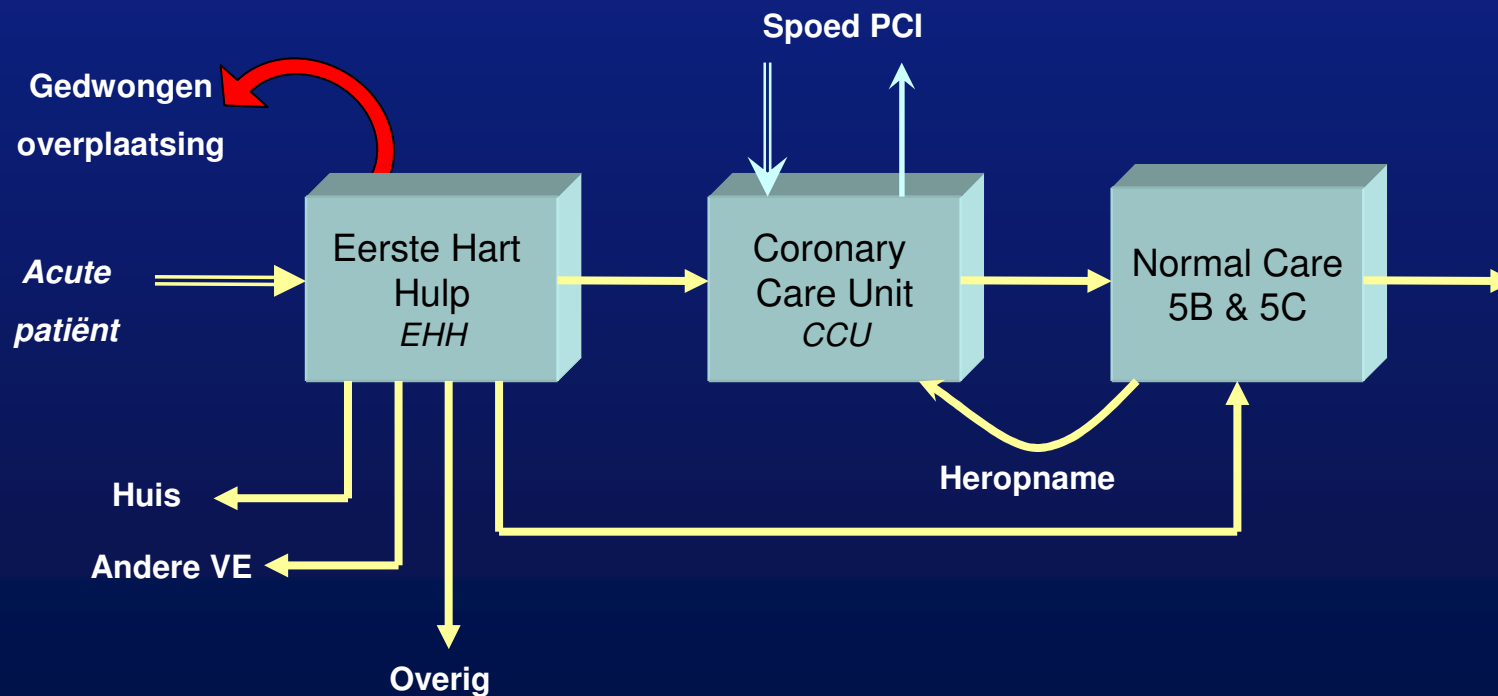 Spoed PCI
Gedwongen
overplaatsing
Acute
patiënt
Eerste Hart
Hulp
EHH
Coronary
Care Unit
CCU
Normal Care
5B & 5C
Heropname
Huis
Andere VE
Overig